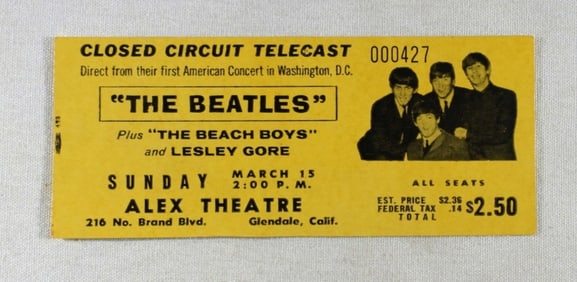 CLOSED CIRCUIT TELECAST
000427
Direct from their first American Concert in Washington, D.C.
"THE BEATLES"
Plus "THE BEACH BOYS"
and LESLEY GORE
SUNDAY MARCH 15
2:00 P. M.
ALEX THEATRE
216 No. Brand Blvd. Glendale, Calif.
ALL SEATS
EST. PRICE $2.36
FEDERAL TAX .14
TOTAL $2.50